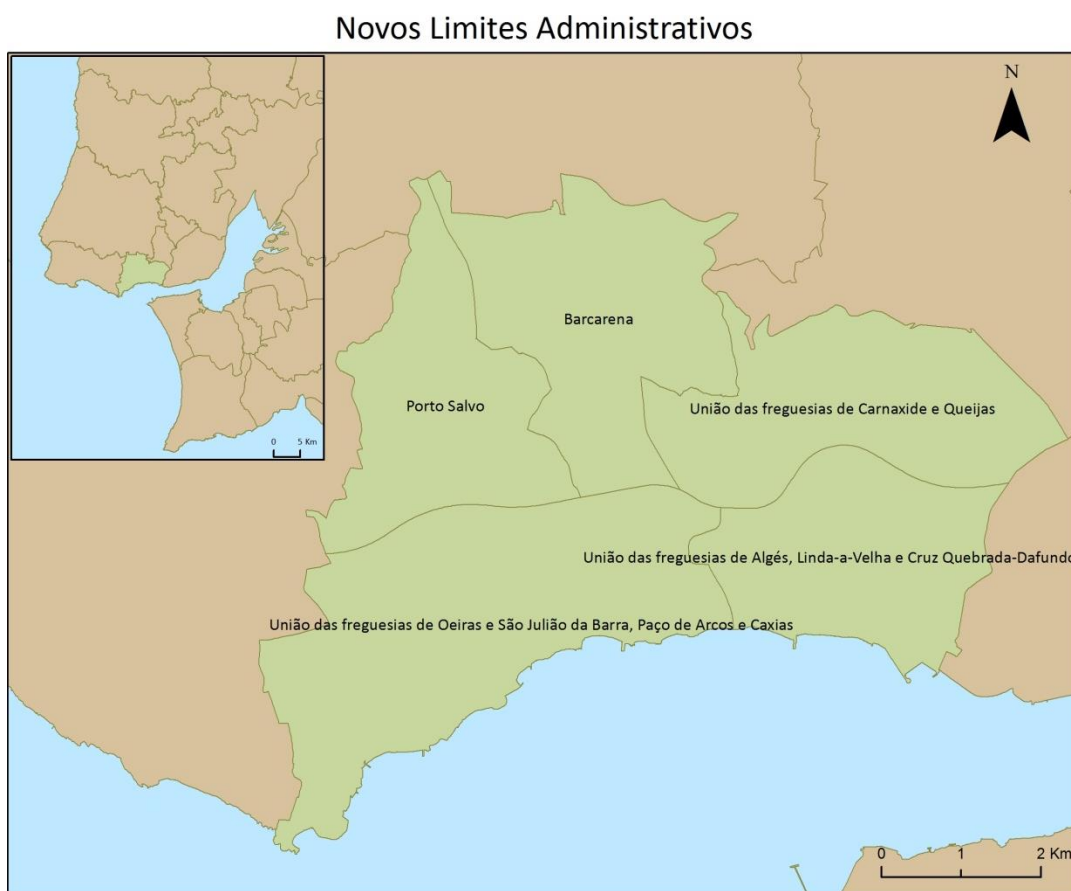 Novos Limites Administrativos
N
Barcarena
Porto Salvo
União das freguesias de Carnaxide e Queijas
0 5 Km
União das freguesias de Algés, Linda-a-Velha e Cruz Quebrada-Dafundo
União das freguesias de Oeiras e São Julião da Barra, Paço de Arcos e Caxias
0 1 2 Km